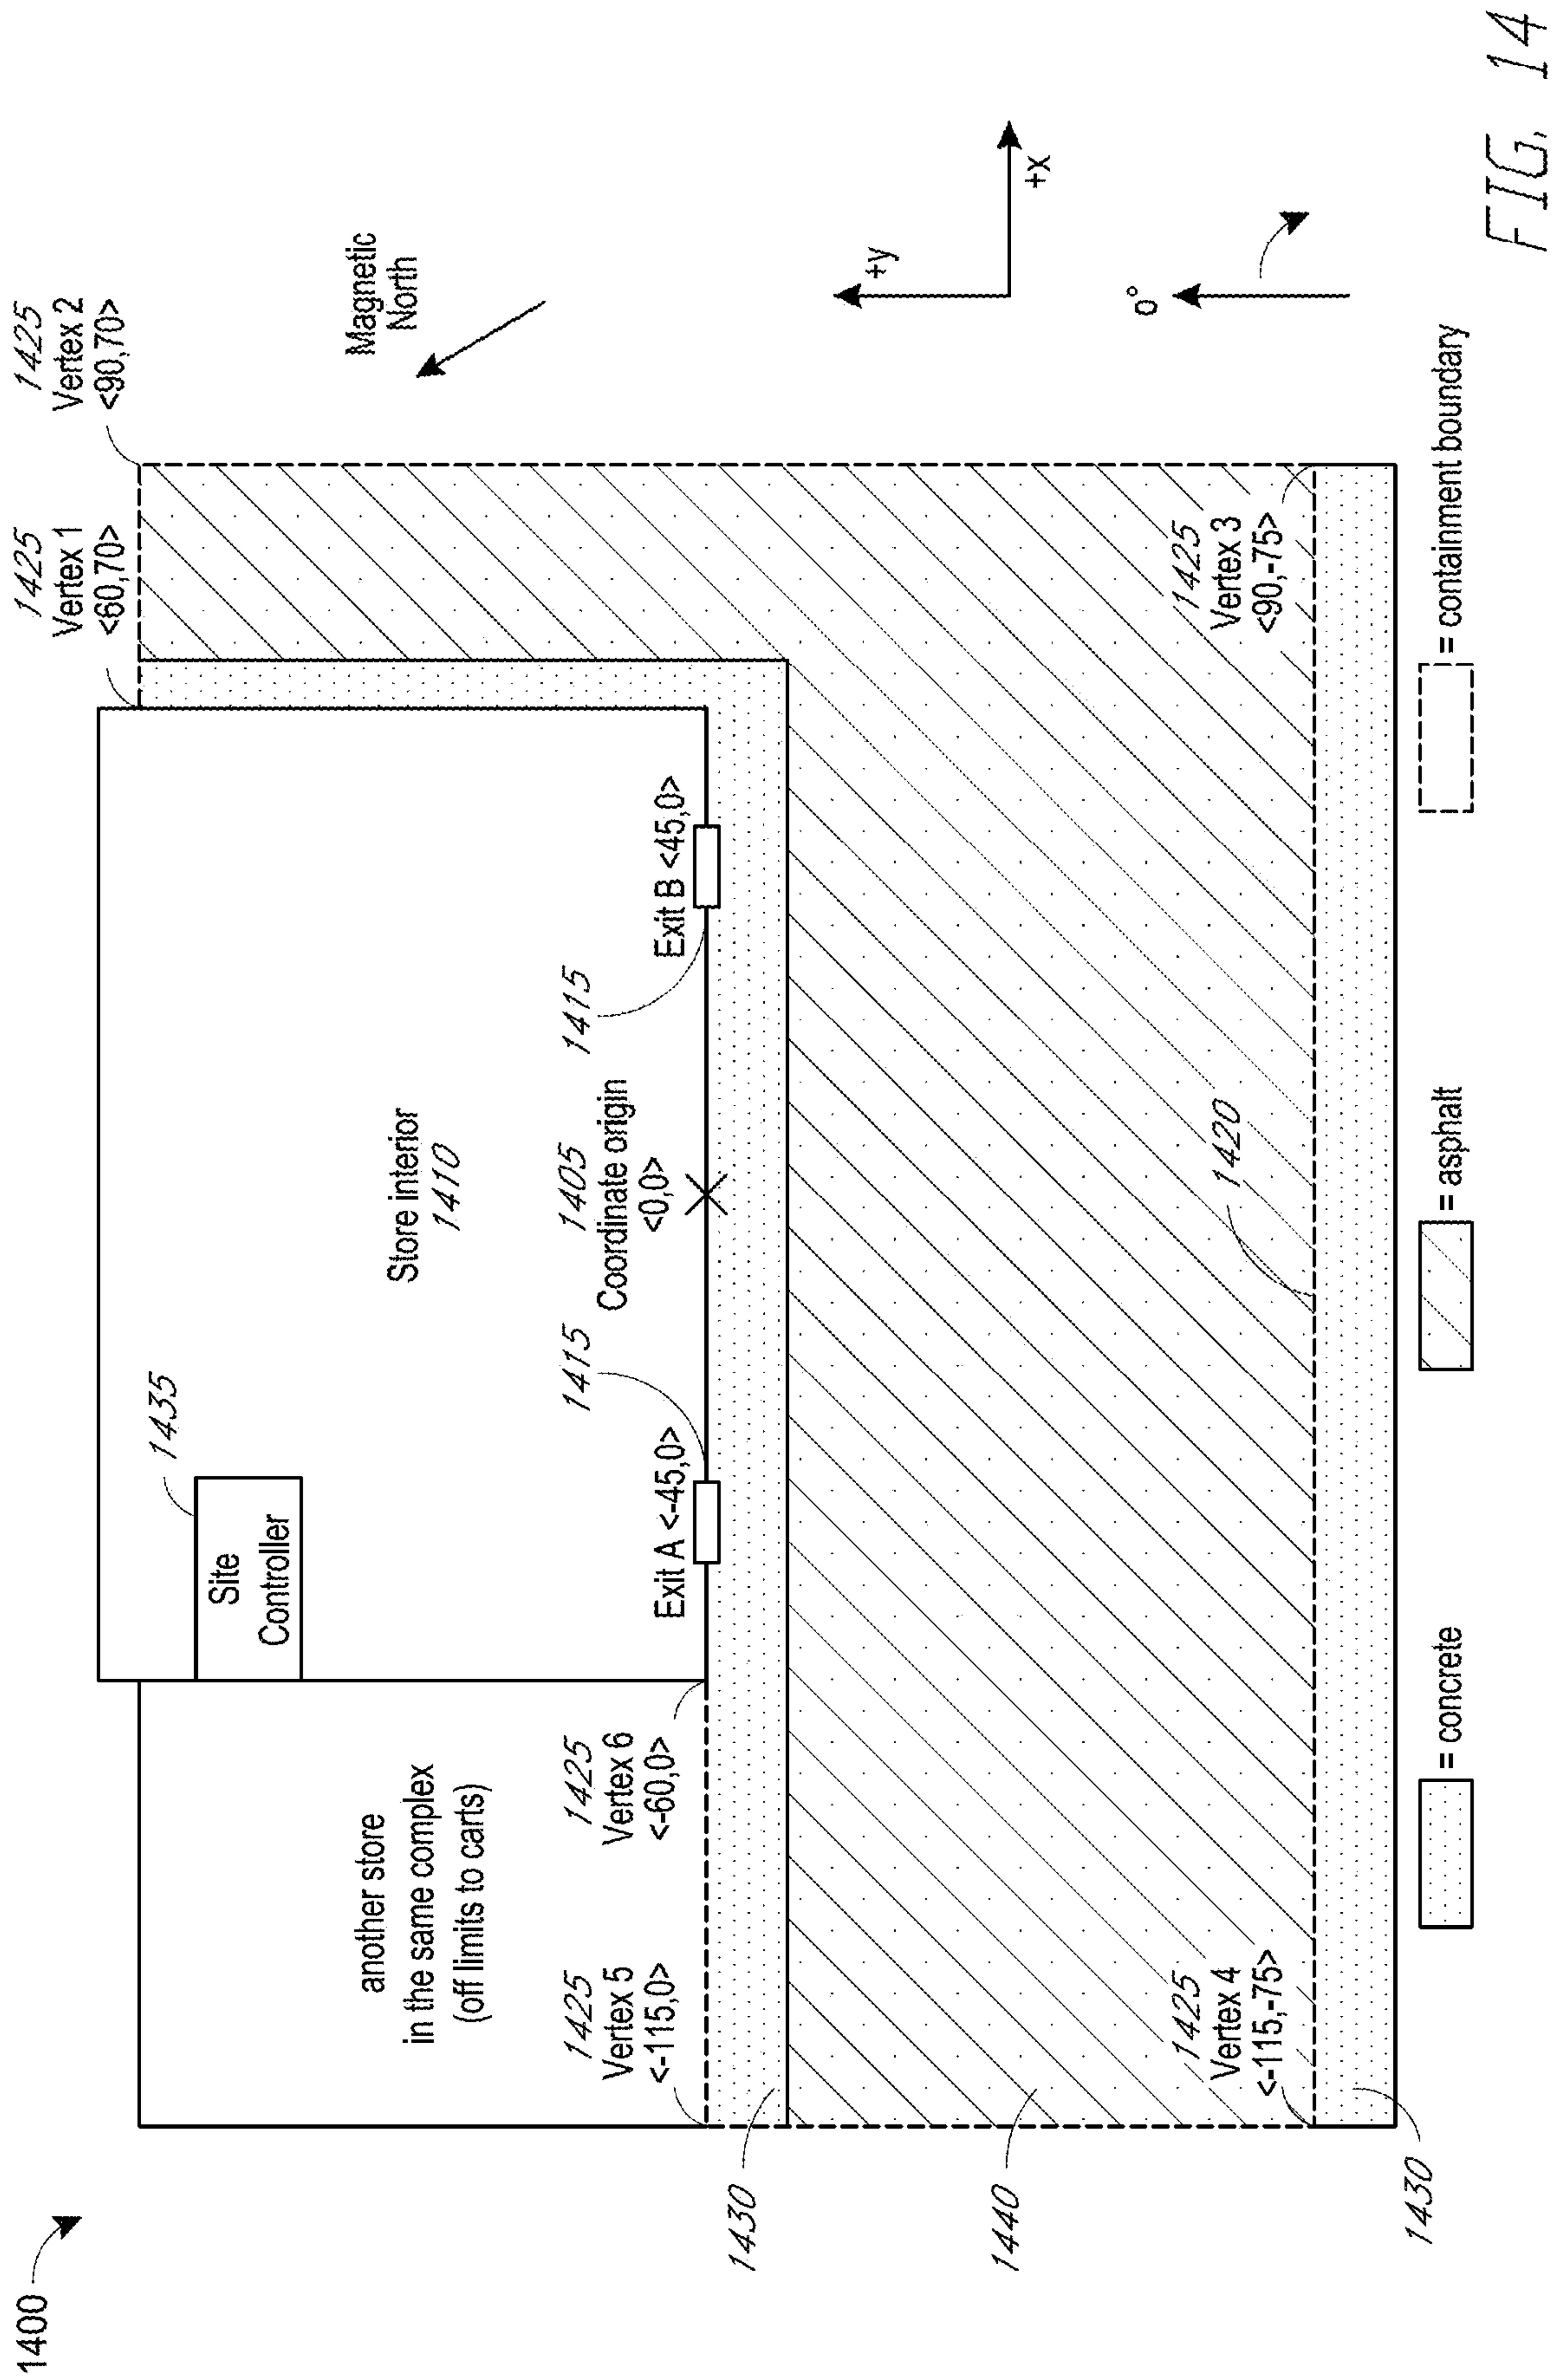 1400
1425
Vertex 1
<60,70>
1425
Vertex 2
<90,70>
1435
Site
Controller
Magnetic
North
another store
in the same complex
(off limits to carts)
Store interior
1410
1425
Vertex 5
<-115,0>
1425
Vertex 6
<-60,0>
1415
1405
Coordinate origin
<0,0>
1415
Exit A <-45,0>
Exit B <45,0>
1430
+y
+x
1440
1425
Vertex 4
<-115,-75>
1420
1425
Vertex 3
<90,-75>
0°
1430
= concrete
= asphalt
= containment boundary
FIG. 14